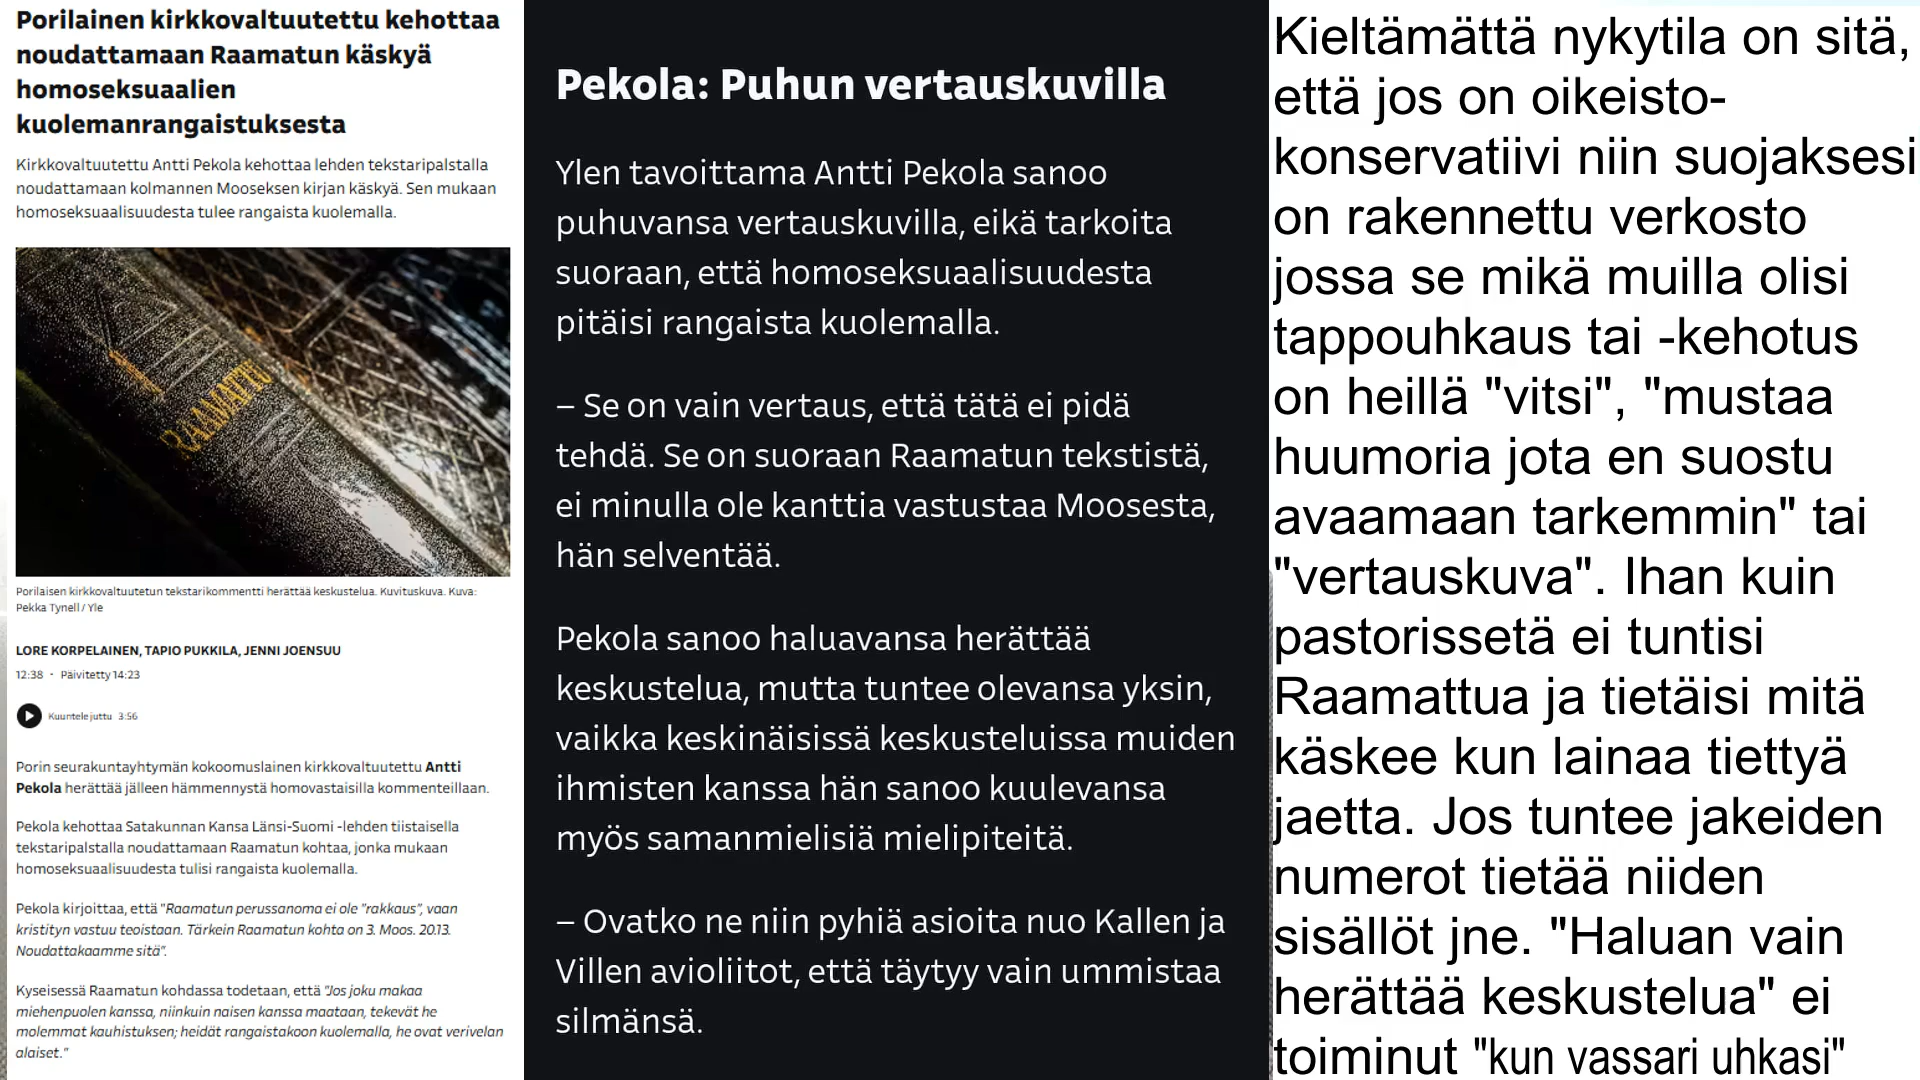 Porilainen kirkkovaltuutettu kehottaa
noudattamaan Raamatun käskyä
homoseksuaalien
kuolemanrangaistuksesta
Kirkkovaltuutettu Antti Pekola kehottaa lehden tekstaripalstalla
noudattamaan kolmannen Mooseksen kirjan käskyä. Sen mukaan
homoseksuaalisuudesta tulee rangaista kuolemalla.
RAAMATTU
Porilaisen kirkkovaltuutetun tekstarikommentti herättää keskustelua. Kuvituskuva. Kuva:
Pekka Tynell / Yle
LORE KORPELAINEN, TAPIO PUKKILA, JENNI JOENSUU
12:38 · Päivitetty 14:23
Kuuntele juttu 3:56
Porin seurakuntayhtymän kokoomuslainen kirkkovaltuutettu Antti
Pekola herättää jälleen hämmennystä homovastaisilla kommenteillaan.
Pekola kehottaa Satakunnan Kansa Länsi-Suomi -lehden tiistaisella
tekstaripalstalla noudattamaan Raamatun kohtaa, jonka mukaan
homoseksuaalisuudesta tulisi rangaista kuolemalla.
Pekola kirjoittaa, että "Raamatun perussanoma ei ole "rakkaus", vaan
kristityn vastuu teoistaan. Tärkein Raamatun kohta on 3. Moos. 20.13.
Noudattakaamme sitä".
Kyseisessä Raamatun kohdassa todetaan, että "Jos joku makaa
miehenpuolen kanssa, niinkuin naisen kanssa maataan, tekevät he
molemmat kauhistuksen; heidät rangaistakoon kuolemalla, he ovat verivelan
alaiset."
Pekola: Puhun vertauskuvilla
Ylen tavoittama Antti Pekola sanoo
puhuvansa vertauskuvilla, eikä tarkoita
suoraan, että homoseksuaalisuudesta
pitäisi rangaista kuolemalla.
– Se on vain vertaus, että tätä ei pidä
tehdä. Se on suoraan Raamatun tekstistä,
ei minulla ole kanttia vastustaa Moosesta,
hän selventää.
Pekola sanoo haluavansa herättää
keskustelua, mutta tuntee olevansa yksin,
vaikka keskinäisissä keskusteluissa muiden
ihmisten kanssa hän sanoo kuulevansa
myös samanmielisiä mielipiteitä.
– Ovatko ne niin pyhiä asioita nuo Kallen ja
Villen avioliitot, että täytyy vain ummistaa
silmänsä.
Kieltämättä nykytila on sitä,
että jos on oikeisto-
konservatiivi niin suojaksesi
on rakennettu verkosto
jossa se mikä muilla olisi
tappouhkaus tai -kehotus
on heillä "vitsi", "mustaa
huumoria jota en suostu
avaamaan tarkemmin" tai
"vertauskuva". Ihan kuin
pastorissetä ei tuntisi
Raamattua ja tietäisi mitä
käskee kun lainaa tiettyä
jaetta. Jos tuntee jakeiden
numerot tietää niiden
sisällöt jne. "Haluan vain
herättää keskustelua" ei
toiminut "kun vassari uhkasi"